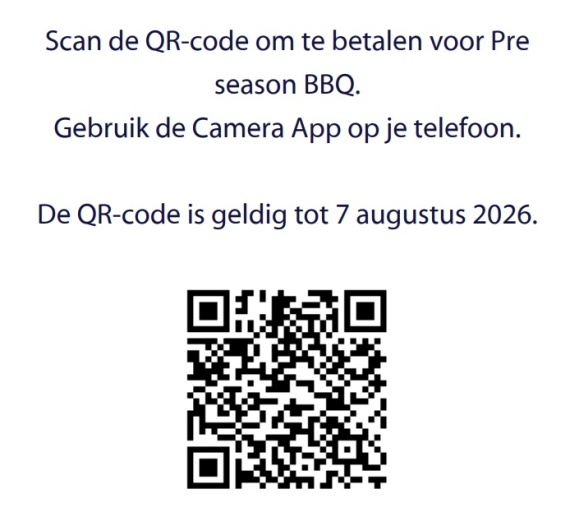 Scan de QR-code om te betalen voor Pre
season BBQ.
Gebruik de Camera App op je telefoon.
De QR-code is geldig tot 7 augustus 2026.